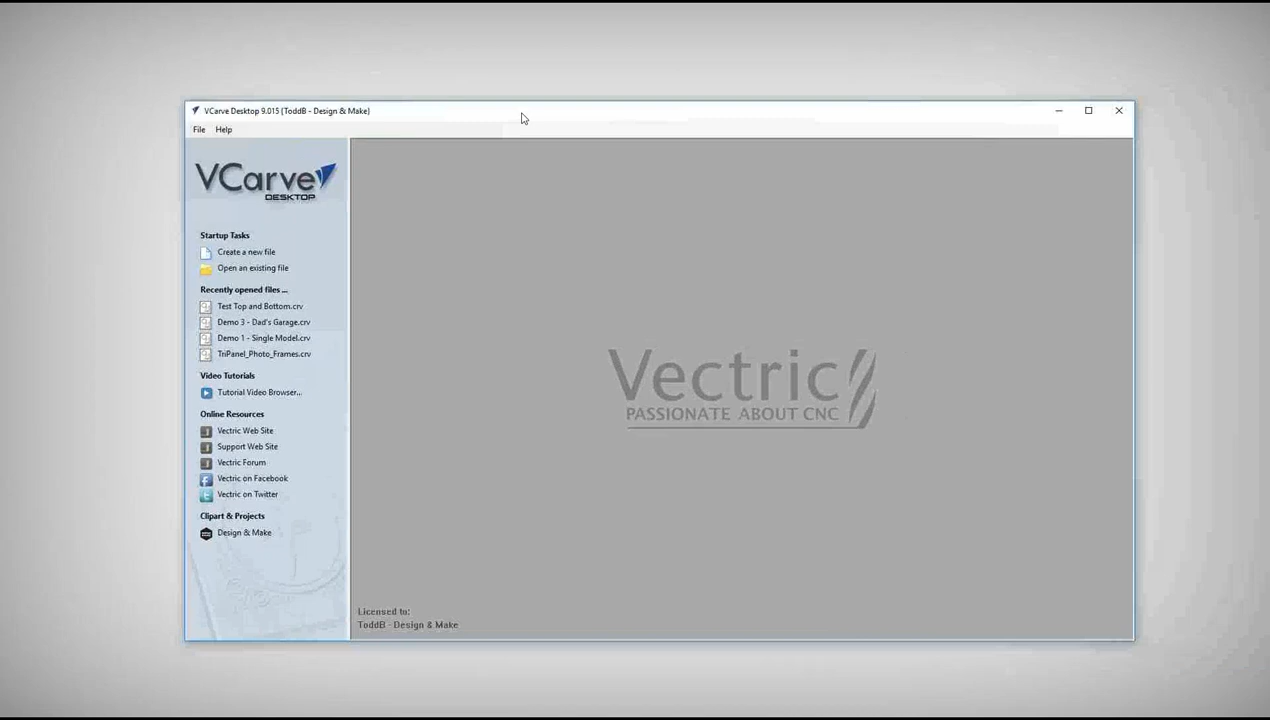 VCarve Desktop 9.015 (ToddB - Design & Make)
File Help
VCarve
DESKTOP
Startup Tasks
Create a new file
Open an existing file
Recently opened files ...
Test Top and Bottom.crv
Demo 3 - Dad's Garage.crv
Demo 1 - Single Model.crv
TriPanel_Photo_Frames.crv
Video Tutorials
Tutorial Video Browser...
Online Resources
Vectric Web Site
Support Web Site
Vectric Forum
Vectric on Facebook
Vectric on Twitter
Clipart & Projects
Design & Make
Vectric
PASSIONATE ABOUT CNC
Licensed to:
ToddB - Design & Make